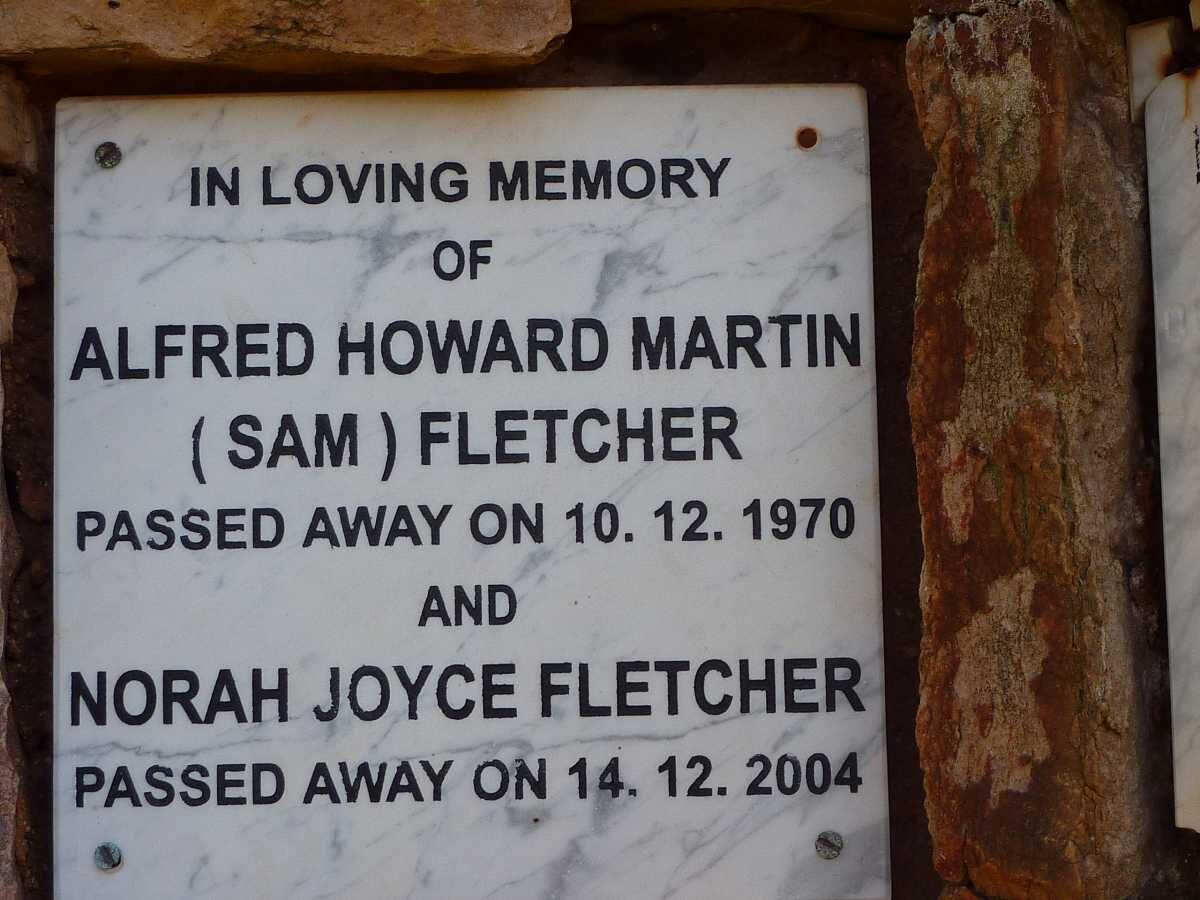 IN LOVING MEMORY
OF
ALFRED HOWARD MARTIN
( SAM ) FLETCHER
PASSED AWAY ON 10. 12. 1970
AND
NORAH JOYCE FLETCHER
PASSED AWAY ON 14. 12. 2004